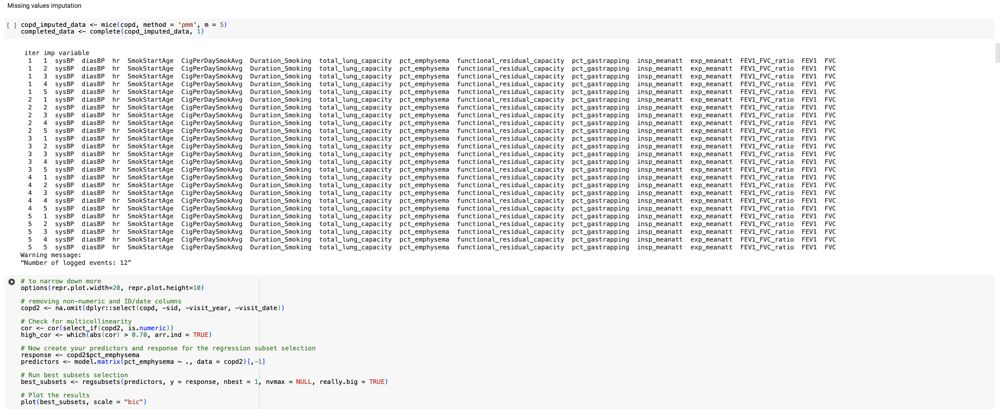 Missing values imputation
[ ] copd_imputed_data <- mice(copd, method = 'pmm', m = 5)
completed_data <- complete(copd_imputed_data, 1)
iter imp variable
1 1 sysBP diasBP hr SmokStartAge CigPerDaySmokAvg Duration_Smoking total_lung_capacity pct_emphysema functional_residual_capacity pct_gastrapping insp_meanatt exp_meanatt FEV1_FVC_ratio FEV1 FVC
1 2 sysBP diasBP hr SmokStartAge CigPerDaySmokAvg Duration_Smoking total_lung_capacity pct_emphysema functional_residual_capacity pct_gastrapping insp_meanatt exp_meanatt FEV1_FVC_ratio FEV1 FVC
1 3 sysBP diasBP hr SmokStartAge CigPerDaySmokAvg Duration_Smoking total_lung_capacity pct_emphysema functional_residual_capacity pct_gastrapping insp_meanatt exp_meanatt FEV1_FVC_ratio FEV1 FVC
1 4 sysBP diasBP hr SmokStartAge CigPerDaySmokAvg Duration_Smoking total_lung_capacity pct_emphysema functional_residual_capacity pct_gastrapping insp_meanatt exp_meanatt FEV1_FVC_ratio FEV1 FVC
1 5 sysBP diasBP hr SmokStartAge CigPerDaySmokAvg Duration_Smoking total_lung_capacity pct_emphysema functional_residual_capacity pct_gastrapping insp_meanatt exp_meanatt FEV1_FVC_ratio FEV1 FVC
2 1 sysBP diasBP hr SmokStartAge CigPerDaySmokAvg Duration_Smoking total_lung_capacity pct_emphysema functional_residual_capacity pct_gastrapping insp_meanatt exp_meanatt FEV1_FVC_ratio FEV1 FVC
2 2 sysBP diasBP hr SmokStartAge CigPerDaySmokAvg Duration_Smoking total_lung_capacity pct_emphysema functional_residual_capacity pct_gastrapping insp_meanatt exp_meanatt FEV1_FVC_ratio FEV1 FVC
2 3 sysBP diasBP hr SmokStartAge CigPerDaySmokAvg Duration_Smoking total_lung_capacity pct_emphysema functional_residual_capacity pct_gastrapping insp_meanatt exp_meanatt FEV1_FVC_ratio FEV1 FVC
2 4 sysBP diasBP hr SmokStartAge CigPerDaySmokAvg Duration_Smoking total_lung_capacity pct_emphysema functional_residual_capacity pct_gastrapping insp_meanatt exp_meanatt FEV1_FVC_ratio FEV1 FVC
2 5 sysBP diasBP hr SmokStartAge CigPerDaySmokAvg Duration_Smoking total_lung_capacity pct_emphysema functional_residual_capacity pct_gastrapping insp_meanatt exp_meanatt FEV1_FVC_ratio FEV1 FVC
3 1 sysBP diasBP hr SmokStartAge CigPerDaySmokAvg Duration_Smoking total_lung_capacity pct_emphysema functional_residual_capacity pct_gastrapping insp_meanatt exp_meanatt FEV1_FVC_ratio FEV1 FVC
3 2 sysBP diasBP hr SmokStartAge CigPerDaySmokAvg Duration_Smoking total_lung_capacity pct_emphysema functional_residual_capacity pct_gastrapping insp_meanatt exp_meanatt FEV1_FVC_ratio FEV1 FVC
3 3 sysBP diasBP hr SmokStartAge CigPerDaySmokAvg Duration_Smoking total_lung_capacity pct_emphysema functional_residual_capacity pct_gastrapping insp_meanatt exp_meanatt FEV1_FVC_ratio FEV1 FVC
3 4 sysBP diasBP hr SmokStartAge CigPerDaySmokAvg Duration_Smoking total_lung_capacity pct_emphysema functional_residual_capacity pct_gastrapping insp_meanatt exp_meanatt FEV1_FVC_ratio FEV1 FVC
3 5 sysBP diasBP hr SmokStartAge CigPerDaySmokAvg Duration_Smoking total_lung_capacity pct_emphysema functional_residual_capacity pct_gastrapping insp_meanatt exp_meanatt FEV1_FVC_ratio FEV1 FVC
4 1 sysBP diasBP hr SmokStartAge CigPerDaySmokAvg Duration_Smoking total_lung_capacity pct_emphysema functional_residual_capacity pct_gastrapping insp_meanatt exp_meanatt FEV1_FVC_ratio FEV1 FVC
4 2 sysBP diasBP hr SmokStartAge CigPerDaySmokAvg Duration_Smoking total_lung_capacity pct_emphysema functional_residual_capacity pct_gastrapping insp_meanatt exp_meanatt FEV1_FVC_ratio FEV1 FVC
4 3 sysBP diasBP hr SmokStartAge CigPerDaySmokAvg Duration_Smoking total_lung_capacity pct_emphysema functional_residual_capacity pct_gastrapping insp_meanatt exp_meanatt FEV1_FVC_ratio FEV1 FVC
4 4 sysBP diasBP hr SmokStartAge CigPerDaySmokAvg Duration_Smoking total_lung_capacity pct_emphysema functional_residual_capacity pct_gastrapping insp_meanatt exp_meanatt FEV1_FVC_ratio FEV1 FVC
4 5 sysBP diasBP hr SmokStartAge CigPerDaySmokAvg Duration_Smoking total_lung_capacity pct_emphysema functional_residual_capacity pct_gastrapping insp_meanatt exp_meanatt FEV1_FVC_ratio FEV1 FVC
5 1 sysBP diasBP hr SmokStartAge CigPerDaySmokAvg Duration_Smoking total_lung_capacity pct_emphysema functional_residual_capacity pct_gastrapping insp_meanatt exp_meanatt FEV1_FVC_ratio FEV1 FVC
5 2 sysBP diasBP hr SmokStartAge CigPerDaySmokAvg Duration_Smoking total_lung_capacity pct_emphysema functional_residual_capacity pct_gastrapping insp_meanatt exp_meanatt FEV1_FVC_ratio FEV1 FVC
5 3 sysBP diasBP hr SmokStartAge CigPerDaySmokAvg Duration_Smoking total_lung_capacity pct_emphysema functional_residual_capacity pct_gastrapping insp_meanatt exp_meanatt FEV1_FVC_ratio FEV1 FVC
5 4 sysBP diasBP hr SmokStartAge CigPerDaySmokAvg Duration_Smoking total_lung_capacity pct_emphysema functional_residual_capacity pct_gastrapping insp_meanatt exp_meanatt FEV1_FVC_ratio FEV1 FVC
5 5 sysBP diasBP hr SmokStartAge CigPerDaySmokAvg Duration_Smoking total_lung_capacity pct_emphysema functional_residual_capacity pct_gastrapping insp_meanatt exp_meanatt FEV1_FVC_ratio FEV1 FVC
Warning message:
“Number of logged events: 12”
# to narrow down more
options(repr.plot.width=20, repr.plot.height=10)
# removing non-numeric and ID/date columns
copd2 <- na.omit(dplyr::select(copd, -sid, -visit_year, -visit_date))
# Check for multicollinearity
cor <- cor(select_if(copd2, is.numeric))
high_cor <- which(abs(cor) > 0.70, arr.ind = TRUE)
# Now create your predictors and response for the regression subset selection
response <- copd2$pct_emphysema
predictors <- model.matrix(pct_emphysema ~ ., data = copd2)[,-1]
# Run best subsets selection
best_subsets <- regsubsets(predictors, y = response, nbest = 1, nvmax = NULL, really.big = TRUE)
# Plot the results
plot(best_subsets, scale = "bic")